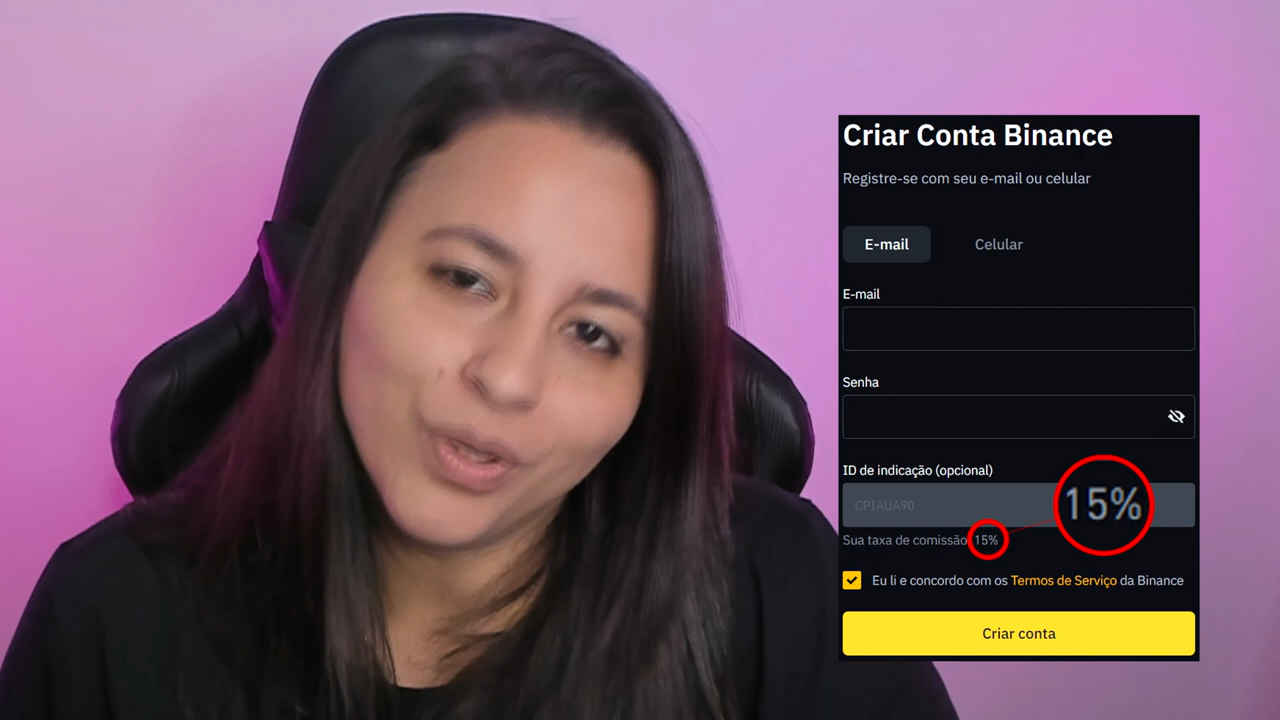 Criar Conta Binance
Registre-se com seu e-mail ou celular
E-mail
Celular
E-mail
Senha
ID de indicação (opcional)
CPIAUA90
15%
Sua taxa de comissão 15%
Eu li e concordo com os Termos de Serviço da Binance
Criar conta